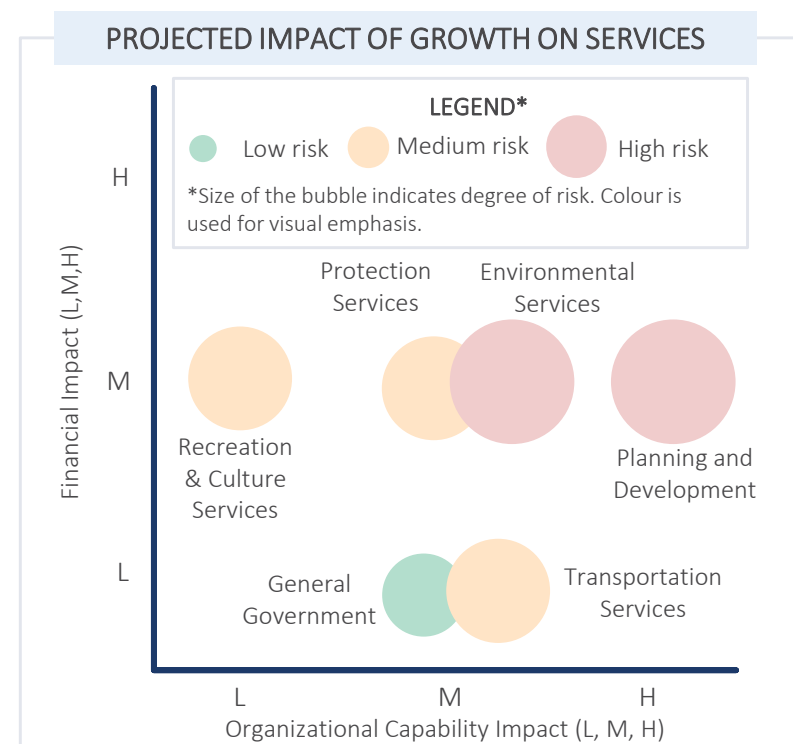 PROJECTED IMPACT OF GROWTH ON SERVICES
LEGEND*
Low risk
Medium risk
High risk
*Size of the bubble indicates degree of risk. Colour is
used for visual emphasis.
Financial Impact (L,M,H)
H
M
L
Protection
Services
Environmental
Services
Recreation
& Culture
Services
Planning and
Development
General
Government
Transportation
Services
L
M
H
Organizational Capability Impact (L, M, H)